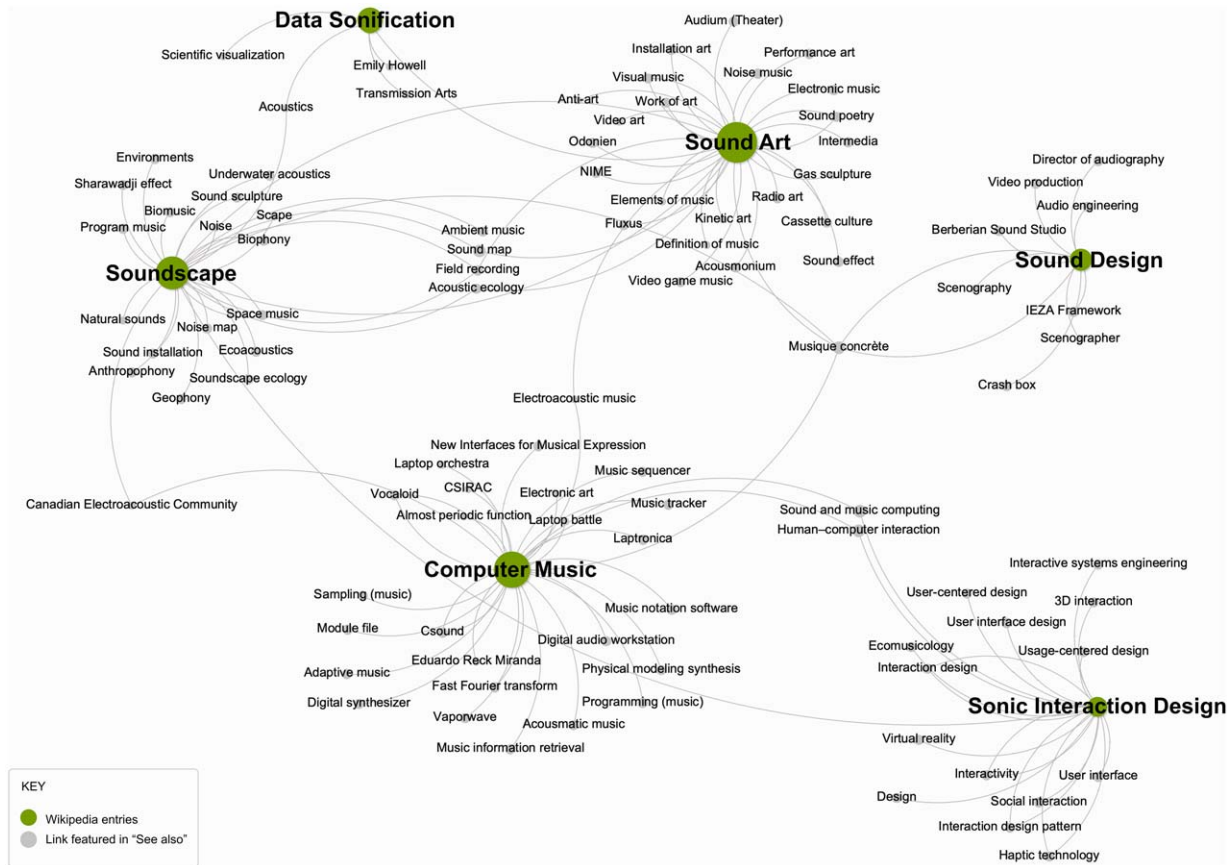 Data Sonification
Scientific visualization
Emily Howell
Transmission Arts
Acoustics
Audium (Theater)
Installation art
Performance art
Visual music
Noise music
Anti-art
Work of art
Electronic music
Video art
Sound poetry
Odonien
Sound Art
Intermedia
NIME
Gas sculpture
Elements of music
Radio art
Fluxus
Kinetic art
Cassette culture
Definition of music
Acousmonium
Sound effect
Video game music
Environments
Sharawadji effect
Underwater acoustics
Sound sculpture
Biomusic
Scape
Program music
Noise
Biophony
Soundscape
Ambient music
Sound map
Field recording
Acoustic ecology
Natural sounds
Space music
Noise map
Sound installation
Ecoacoustics
Anthropophony
Soundscape ecology
Geophony
Director of audiography
Video production
Audio engineering
Berberian Sound Studio
Sound Design
Scenography
IEZA Framework
Scenographer
Musique concrète
Crash box
Electroacoustic music
New Interfaces for Musical Expression
Laptop orchestra
Music sequencer
CSIRAC
Vocaloid
Electronic art
Canadian Electroacoustic Community
Music tracker
Almost periodic function
Laptop battle
Sound and music computing
Human–computer interaction
Laptronica
Computer Music
Sampling (music)
Music notation software
Module file
Csound
Digital audio workstation
Eduardo Reck Miranda
Physical modeling synthesis
Adaptive music
Fast Fourier transform
Digital synthesizer
Programming (music)
Vaporwave
Acousmatic music
Music information retrieval
Interactive systems engineering
User-centered design
3D interaction
User interface design
Ecomusicology
Usage-centered design
Interaction design
Sonic Interaction Design
Virtual reality
Interactivity
User interface
Design
Social interaction
Interaction design pattern
Haptic technology
KEY
Wikipedia entries
Link featured in “See also”